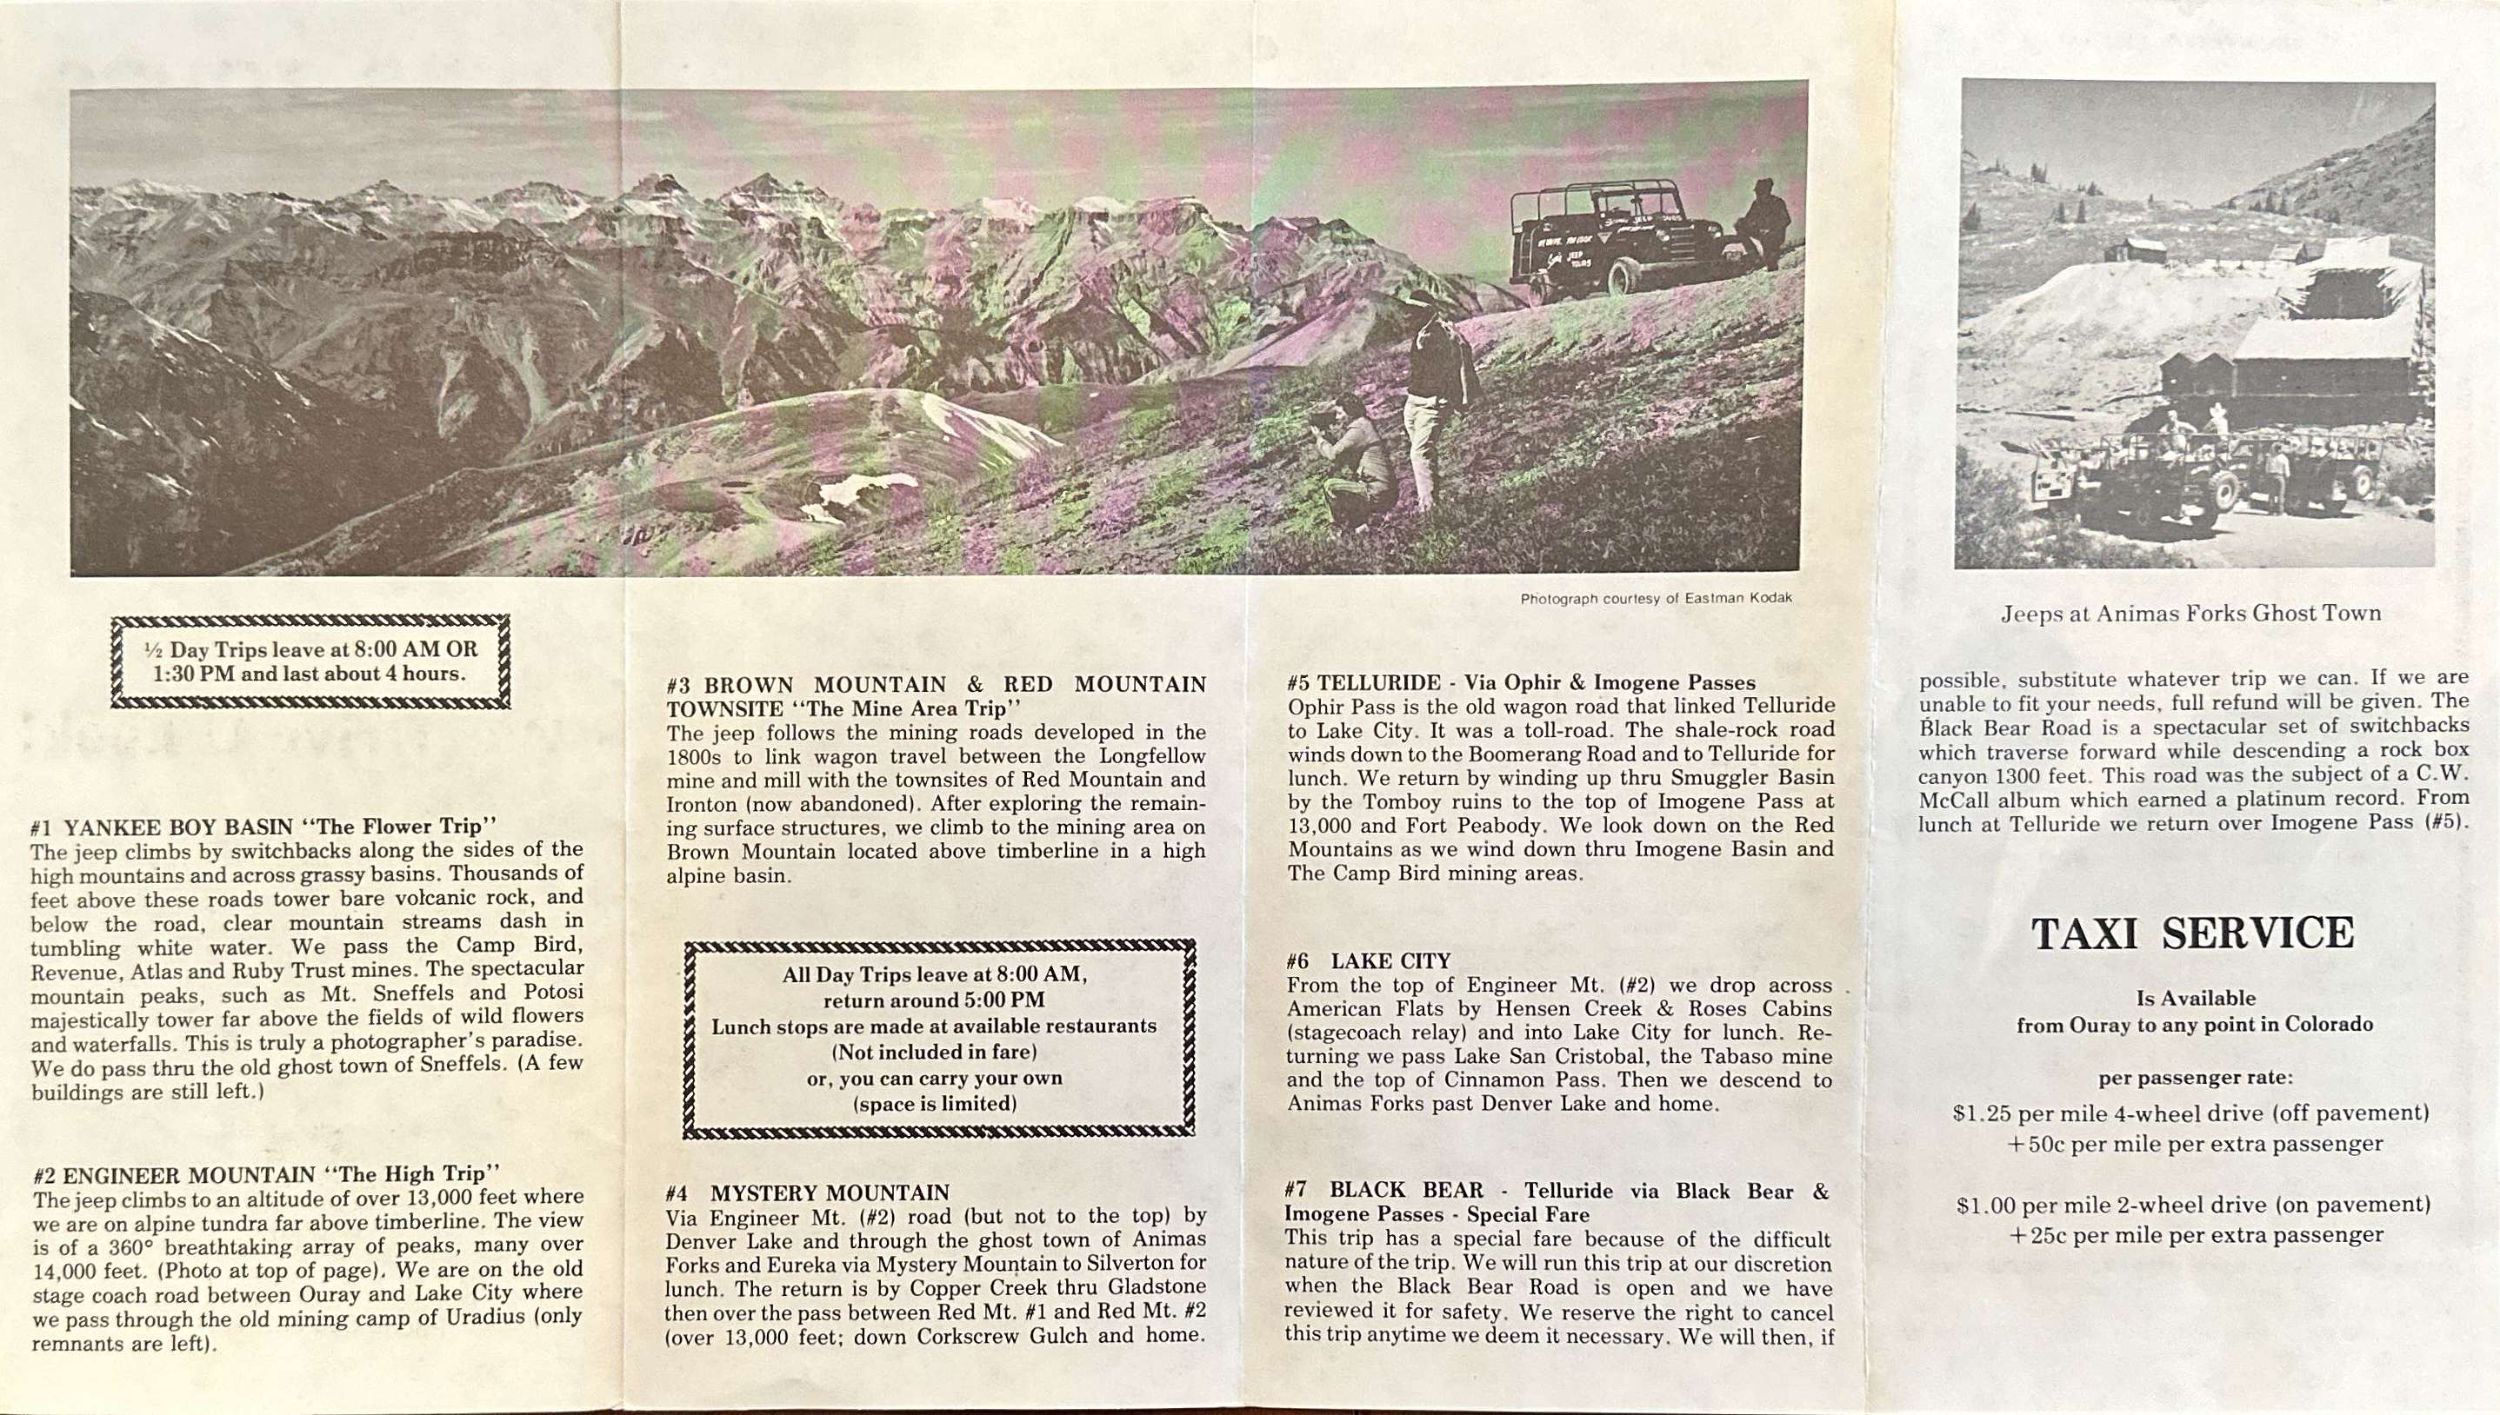 JEEP TOURS
JEEP
TOURS
Photograph courtesy of Eastman Kodak
½ Day Trips leave at 8:00 AM OR
1:30 PM and last about 4 hours.
#1 YANKEE BOY BASIN ‘‘The Flower Trip’’
The jeep climbs by switchbacks along the sides of the
high mountains and across grassy basins. Thousands of
feet above these roads tower bare volcanic rock, and
below the road, clear mountain streams dash in
tumbling white water. We pass the Camp Bird,
Revenue, Atlas and Ruby Trust mines. The spectacular
mountain peaks, such as Mt. Sneffels and Potosi
majestically tower far above the fields of wild flowers
and waterfalls. This is truly a photographer's paradise.
We do pass thru the old ghost town of Sneffels. (A few
buildings are still left.)
#2 ENGINEER MOUNTAIN ‘‘The High Trip’’
The jeep climbs to an altitude of over 13,000 feet where
we are on alpine tundra far above timberline. The view
is of a 360° breathtaking array of peaks, many over
14,000 feet. (Photo at top of page). We are on the old
stage coach road between Ouray and Lake City where
we pass through the old mining camp of Uradius (only
remnants are left).
#3 BROWN MOUNTAIN & RED MOUNTAIN
TOWNSITE ‘‘The Mine Area Trip’’
The jeep follows the mining roads developed in the
1800s to link wagon travel between the Longfellow
mine and mill with the townsites of Red Mountain and
Ironton (now abandoned). After exploring the remain-
ing surface structures, we climb to the mining area on
Brown Mountain located above timberline in a high
alpine basin.
All Day Trips leave at 8:00 AM,
return around 5:00 PM
Lunch stops are made at available restaurants
(Not included in fare)
or, you can carry your own
(space is limited)
#4 MYSTERY MOUNTAIN
Via Engineer Mt. (#2) road (but not to the top) by
Denver Lake and through the ghost town of Animas
Forks and Eureka via Mystery Mountain to Silverton for
lunch. The return is by Copper Creek thru Gladstone
then over the pass between Red Mt. #1 and Red Mt. #2
(over 13,000 feet; down Corkscrew Gulch and home.
#5 TELLURIDE - Via Ophir & Imogene Passes
Ophir Pass is the old wagon road that linked Telluride
to Lake City. It was a toll-road. The shale-rock road
winds down to the Boomerang Road and to Telluride for
lunch. We return by winding up thru Smuggler Basin
by the Tomboy ruins to the top of Imogene Pass at
13,000 and Fort Peabody. We look down on the Red
Mountains as we wind down thru Imogene Basin and
The Camp Bird mining areas.
#6 LAKE CITY
From the top of Engineer Mt. (#2) we drop across
American Flats by Hensen Creek & Roses Cabins
(stagecoach relay) and into Lake City for lunch. Re-
turning we pass Lake San Cristobal, the Tabaso mine
and the top of Cinnamon Pass. Then we descend to
Animas Forks past Denver Lake and home.
#7 BLACK BEAR - Telluride via Black Bear &
Imogene Passes - Special Fare
This trip has a special fare because of the difficult
nature of the trip. We will run this trip at our discretion
when the Black Bear Road is open and we have
reviewed it for safety. We reserve the right to cancel
this trip anytime we deem it necessary. We will then, if
Jeeps at Animas Forks Ghost Town
possible, substitute whatever trip we can. If we are
unable to fit your needs, full refund will be given. The
Black Bear Road is a spectacular set of switchbacks
which traverse forward while descending a rock box
canyon 1300 feet. This road was the subject of a C.W.
McCall album which earned a platinum record. From
lunch at Telluride we return over Imogene Pass (#5).
TAXI SERVICE
Is Available
from Ouray to any point in Colorado
per passenger rate:
$1.25 per mile 4-wheel drive (off pavement)
+50c per mile per extra passenger
$1.00 per mile 2-wheel drive (on pavement)
+25c per mile per extra passenger